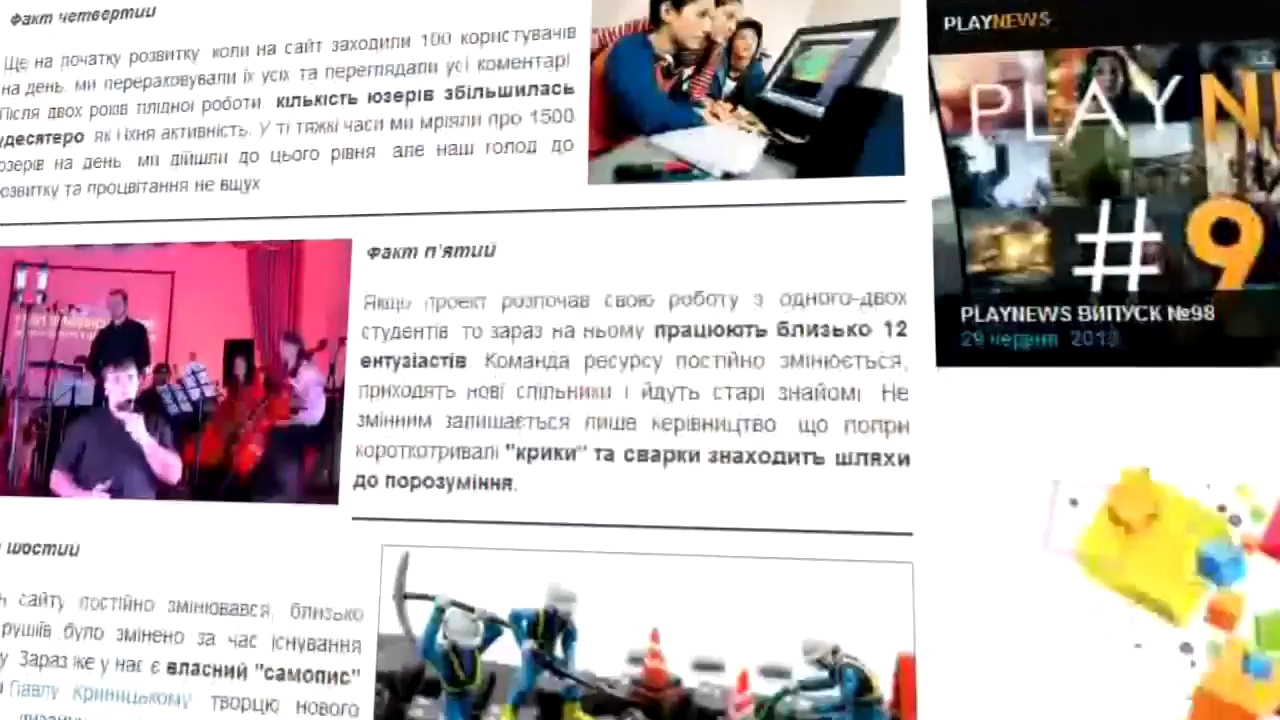 Факт четвертий
Ще на початку розвитку коли на сайт заходили 100 користувачів
на день, ми перераховували їх усіх та переглядали усі коментарі
Після двох років плідної роботи кількість юзерів збільшилась
удесятеро як і їхня активність. У ті тяжкі часи ми мріяли про 1500
юзерів на день ми дійшли до цього рівня але наш голод до
розвитку та процвітання не вщух
Факт п'ятий
Якщо проект розпочав свою роботу з одного-двох
студентів то зараз на ньому працюють близько 12
ентузіастів. Команда ресурсу постійно змінюється,
приходять нові спільники і йдуть старі знайомі Не
змінним залишається лише керівництво що попри
короткотривалі "крики" та сварки знаходить шляхи
до порозуміння.
шостий
сайту постійно змінювався, близько
рушіїв було змінено за час існування
у Зараз же у нас є власний "самопис"
Павлу Криницькому творцю нового
PLAYNEWS
PLAYN
#9
PLAYNEWS ВИПУСК №98
29 червня 2013